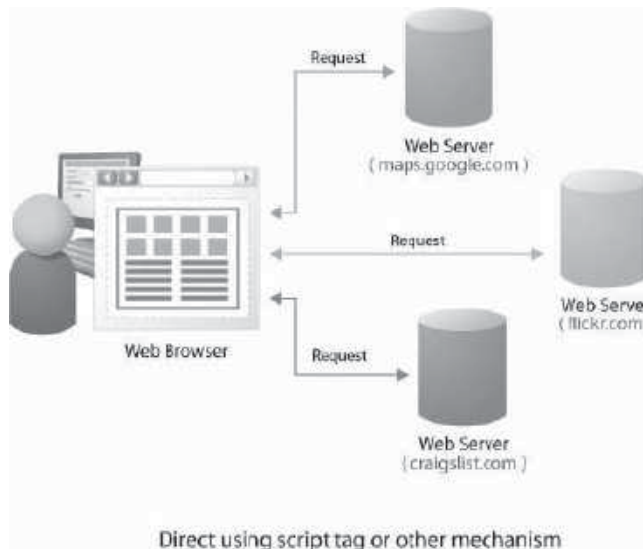 Request
Web Server
( maps.google.com )
Request
Web Serve
( flickr.com
Web Browser
Request
Web Server
( craigslist.com )
Direct using script tag or other mechanism